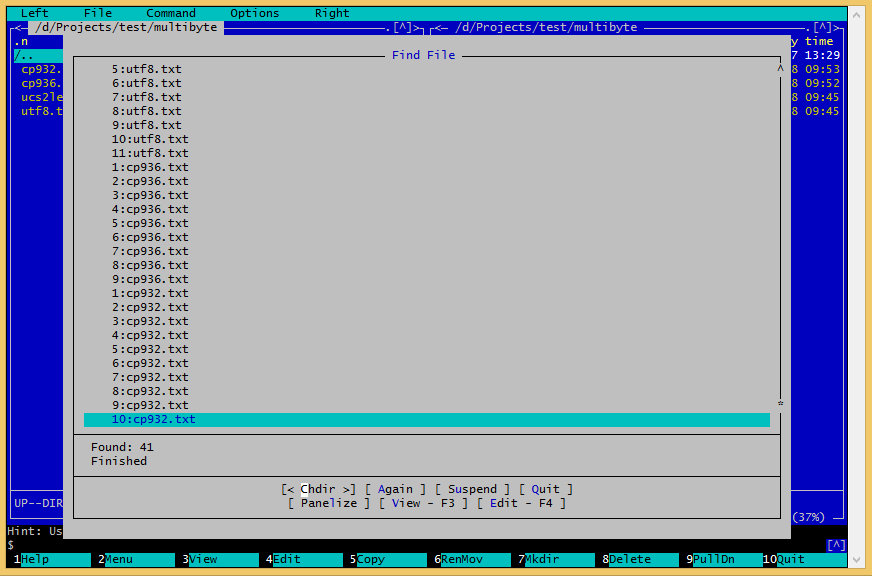 Left File Command Options Right
<─ /d/Projects/test/multibyte .[^]>┐┌<─ /d/Projects/test/multibyte .[^]>
.n y time
/.. Find File 7 13:29
cp932. 5:utf8.txt 8 09:53
cp936. 6:utf8.txt 8 09:52
ucs2le 7:utf8.txt 8 09:45
utf8.t 8:utf8.txt 8 09:45
9:utf8.txt
10:utf8.txt
11:utf8.txt
1:cp936.txt
2:cp936.txt
3:cp936.txt
4:cp936.txt
5:cp936.txt
6:cp936.txt
7:cp936.txt
8:cp936.txt
9:cp936.txt
1:cp932.txt
2:cp932.txt
3:cp932.txt
4:cp932.txt
5:cp932.txt
6:cp932.txt
7:cp932.txt
8:cp932.txt
9:cp932.txt
10:cp932.txt
Found: 41
Finished
[< Chdir >] [ Again ] [ Suspend ] [ Quit ]
UP--DIR [ Panelize ] [ View - F3 ] [ Edit - F4 ]
(37%)
Hint: Us
$ [^]
1Help 2Menu 3View 4Edit 5Copy 6RenMov 7Mkdir 8Delete 9PullDn 10Quit